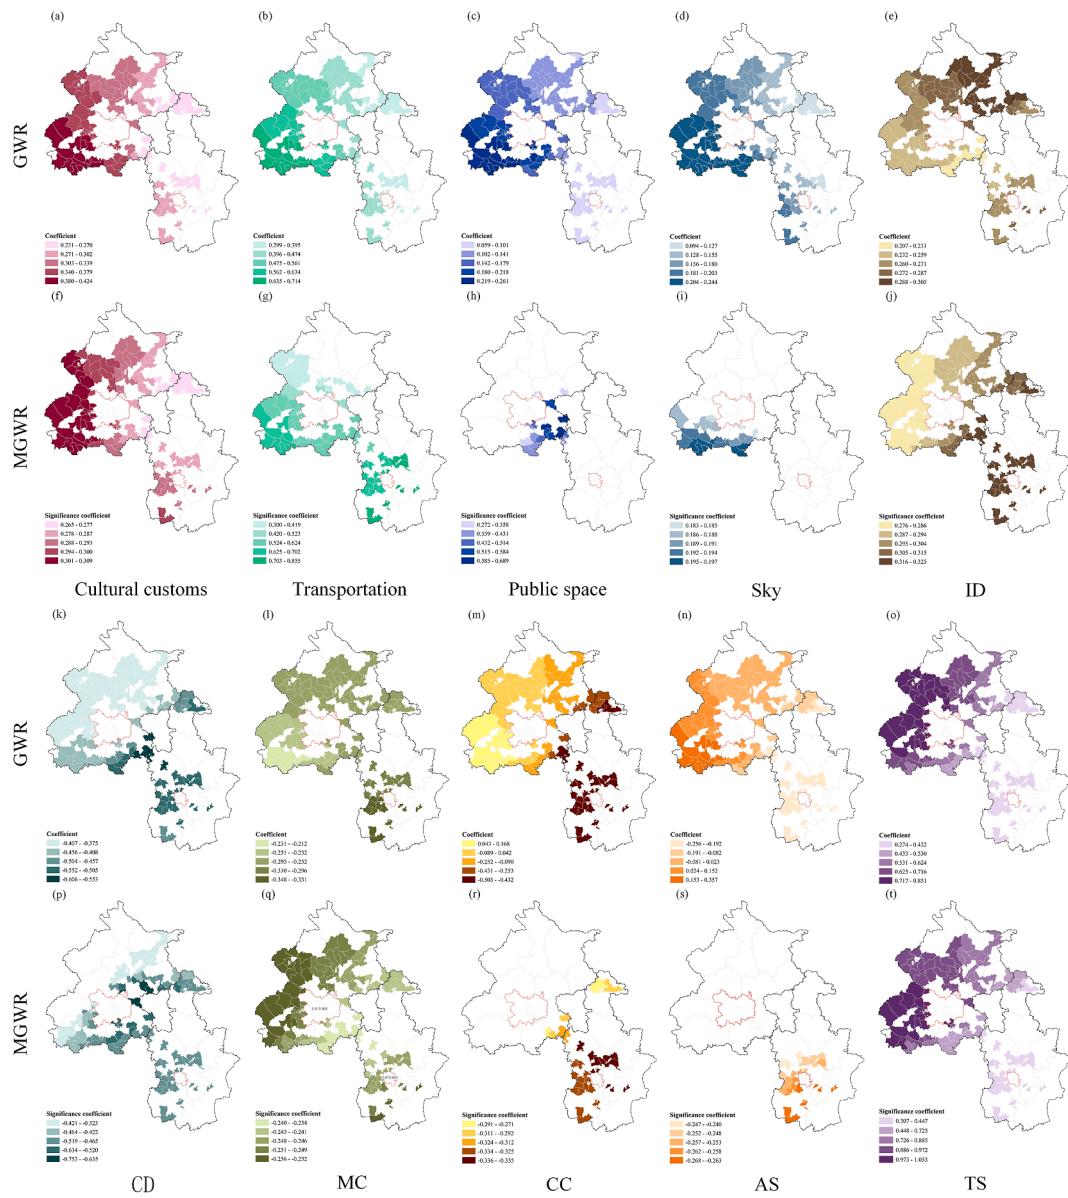 (a)
(b)
(c)
(d)
(e)
GWR
Coefficient
0.231 - 0.270
0.271 - 0.302
0.303 - 0.339
0.340 - 0.379
0.380 - 0.424
Coefficient
0.299 - 0.395
0.396 - 0.474
0.475 - 0.561
0.562 - 0.634
0.635 - 0.714
Coefficient
0.059 - 0.101
0.102 - 0.141
0.142 - 0.179
0.180 - 0.218
0.219 - 0.261
Coefficient
0.094 - 0.127
0.128 - 0.155
0.156 - 0.180
0.181 - 0.203
0.204 - 0.244
Coefficient
0.207 - 0.231
0.232 - 0.259
0.260 - 0.271
0.272 - 0.287
0.288 - 0.305
(f)
(g)
(h)
(i)
(j)
MGWR
Significance coefficient
0.265 - 0.277
0.278 - 0.287
0.288 - 0.293
0.294 - 0.300
0.301 - 0.309
Significance coefficient
0.300 - 0.419
0.420 - 0.523
0.524 - 0.624
0.625 - 0.702
0.703 - 0.855
Significance coefficient
0.272 - 0.358
0.359 - 0.431
0.432 - 0.514
0.515 - 0.584
0.585 - 0.689
Significance coefficient
0.183 - 0.185
0.186 - 0.188
0.189 - 0.191
0.192 - 0.194
0.195 - 0.197
Significance coefficient
0.276 - 0.286
0.287 - 0.294
0.295 - 0.304
0.305 - 0.315
0.316 - 0.325
Cultural customs
Transportation
Public space
Sky
ID
(k)
(l)
(m)
(n)
(o)
GWR
Coefficient
-0.407 - -0.375
-0.456 - -0.408
-0.504 - -0.457
-0.552 - -0.505
-0.606 - -0.553
Coefficient
-0.231 - -0.212
-0.251 - -0.232
-0.295 - -0.252
-0.330 - -0.296
-0.348 - -0.331
Coefficient
0.043 - 0.168
-0.089 - 0.042
-0.252 - -0.090
-0.431 - -0.253
-0.503 - -0.432
Coefficient
-0.256 - -0.192
-0.191 - -0.082
-0.081 - 0.023
0.024 - 0.152
0.153 - 0.357
Coefficient
0.274 - 0.432
0.433 - 0.530
0.531 - 0.624
0.625 - 0.716
0.717 - 0.851
(p)
(q)
(r)
(s)
(t)
MGWR
Significance coefficient
-0.421 - -0.323
-0.464 - -0.422
-0.519 - -0.465
-0.634 - -0.520
-0.753 - -0.635
Significance coefficient
-0.240 - -0.234
-0.245 - -0.241
-0.248 - -0.246
-0.251 - -0.249
-0.256 - -0.252
Significance coefficient
-0.291 - -0.271
-0.311 - -0.292
-0.324 - -0.312
-0.334 - -0.325
-0.336 - -0.335
Significance coefficient
-0.247 - -0.240
-0.252 - -0.248
-0.257 - -0.253
-0.262 - -0.258
-0.268 - -0.263
Significance coefficient
0.307 - 0.447
0.448 - 0.725
0.726 - 0.885
0.886 - 0.972
0.973 - 1.053
CD
MC
CC
AS
TS